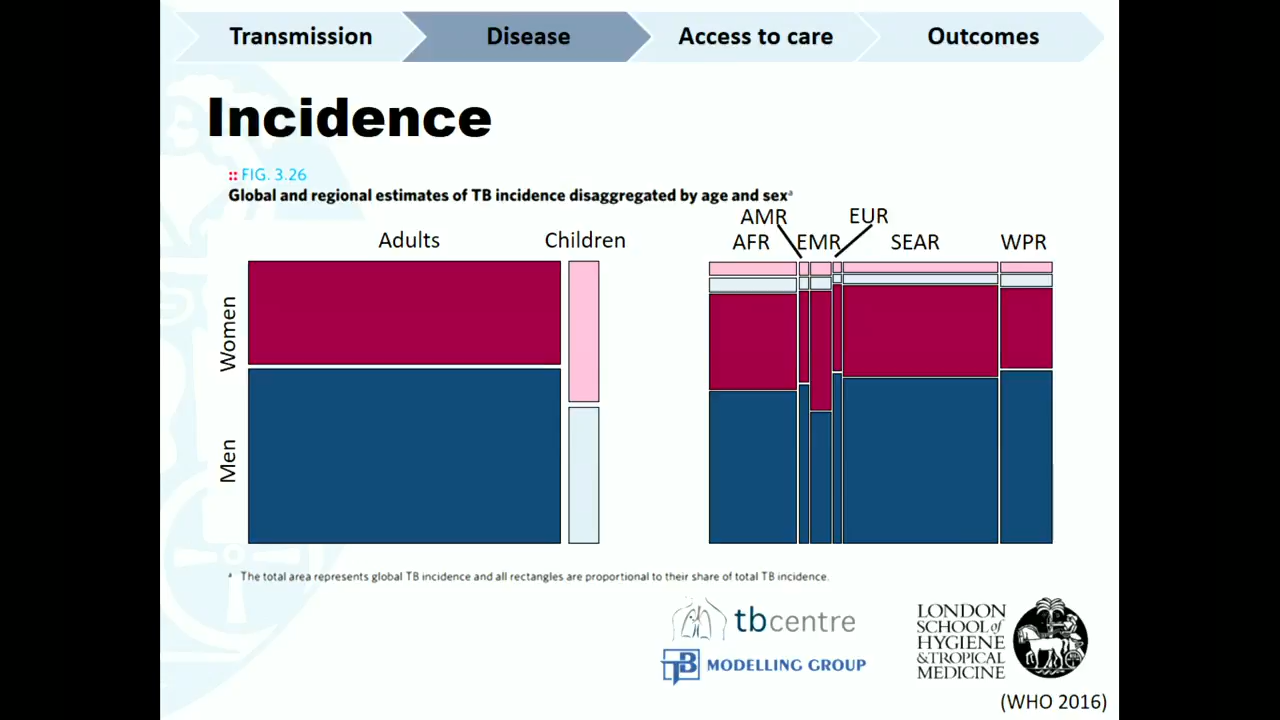 Transmission
Disease
Access to care
Outcomes
Incidence
:: FIG. 3.26
Global and regional estimates of TB incidence disaggregated by age and sexᵃ
Adults
Children
Women
Men
AMR
EUR
AFR
EMR
SEAR
WPR
ᵃ The total area represents global TB incidence and all rectangles are proportional to their share of total TB incidence.
tbcentre
TB MODELLING GROUP
LONDON
SCHOOL of
HYGIENE
& TROPICAL
MEDICINE
(WHO 2016)